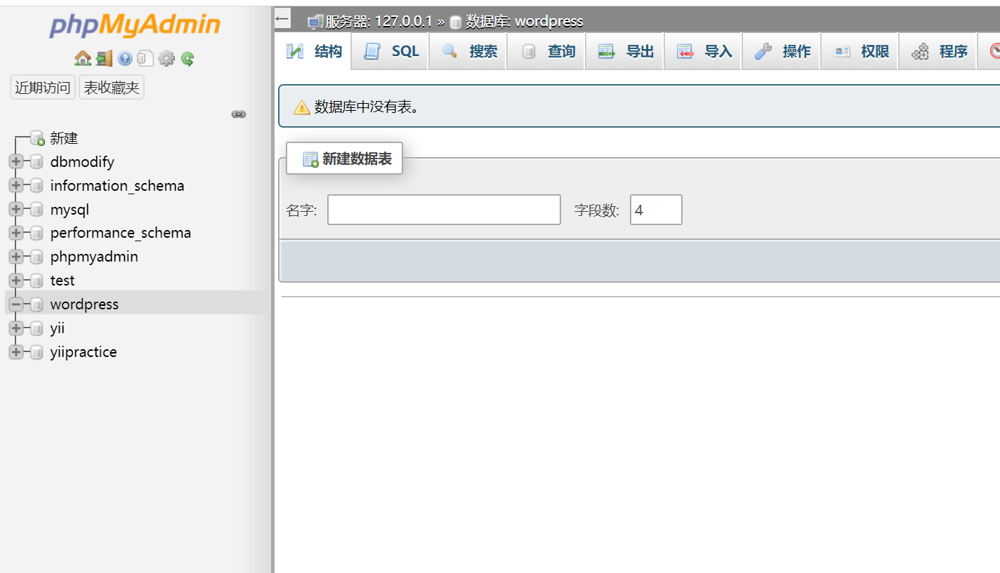 phpMyAdmin
近期访问 表收藏夹
新建
dbmodify
information_schema
mysql
performance_schema
phpmyadmin
test
wordpress
yii
yiipractice
服务器: 127.0.0.1 » 数据库: wordpress
结构 SQL 搜索 查询 导出 导入 操作 权限 程序
数据库中没有表。
新建数据表
名字: 字段数: 4